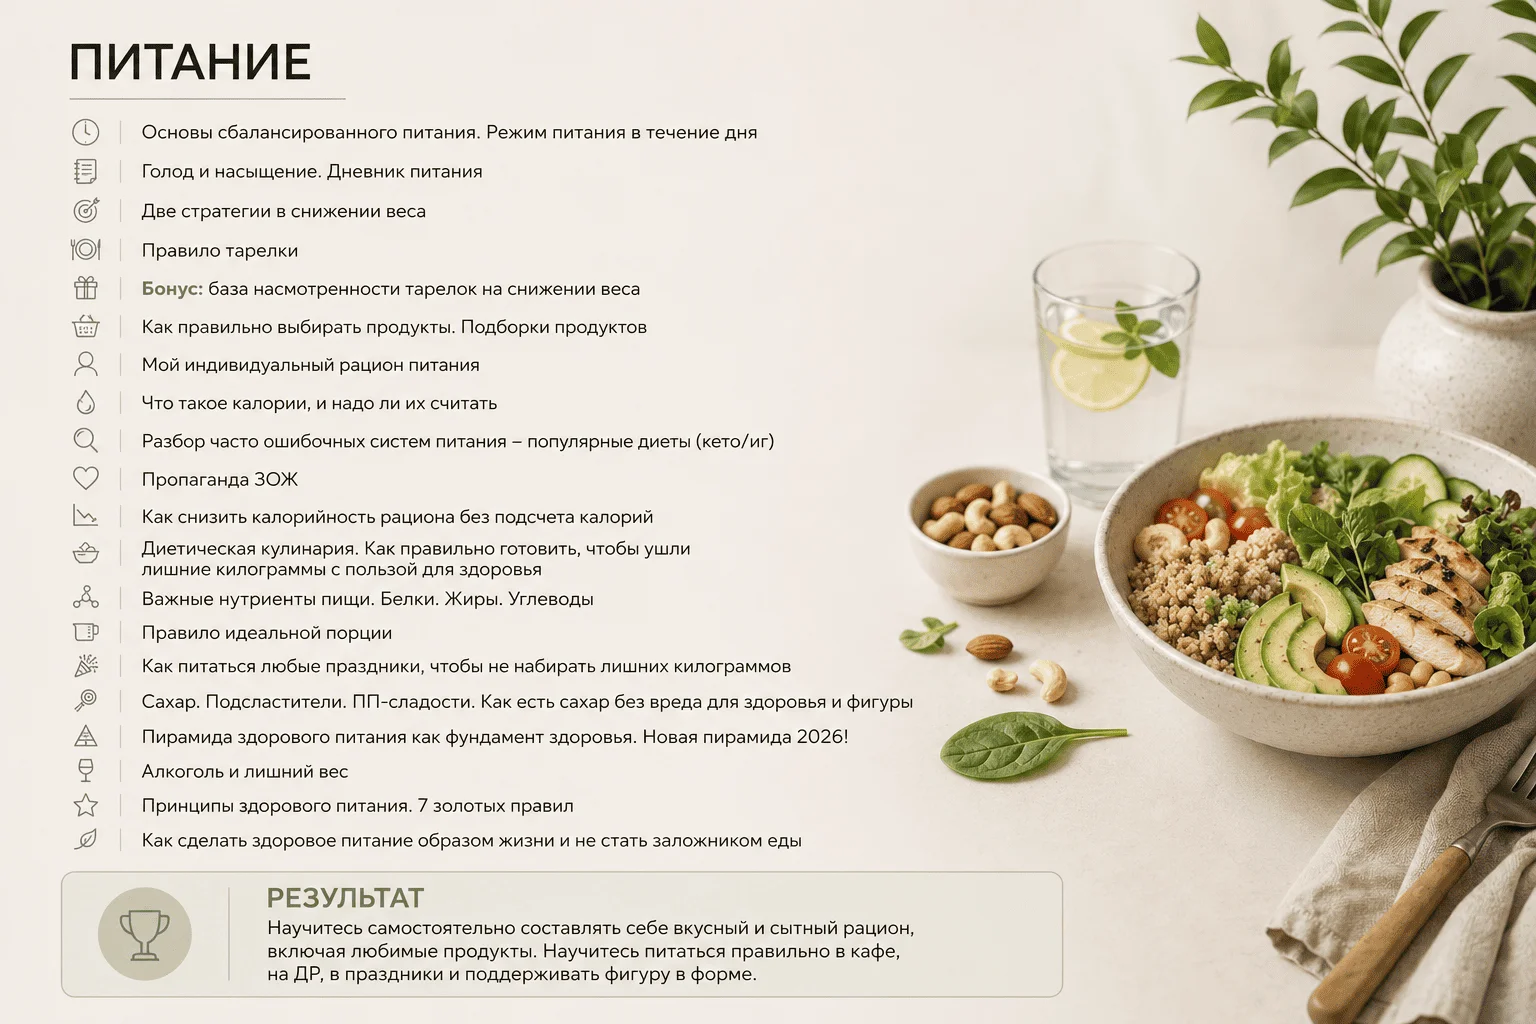 ПИТАНИЕ
Основы сбалансированного питания. Режим питания в течение дня
Голод и насыщение. Дневник питания
Две стратегии в снижении веса
Правило тарелки
Бонус: база насмотренности тарелок на снижении веса
Как правильно выбирать продукты. Подборки продуктов
Мой индивидуальный рацион питания
Что такое калории, и надо ли их считать
Разбор часто ошибочных систем питания – популярные диеты (кето/иг)
Пропаганда ЗОЖ
Как снизить калорийность рациона без подсчета калорий
Диетическая кулинария. Как правильно готовить, чтобы ушли
лишние килограммы с пользой для здоровья
Важные нутриенты пищи. Белки. Жиры. Углеводы
Правило идеальной порции
Как питаться любые праздники, чтобы не набирать лишних килограммов
Сахар. Подсластители. ПП-сладости. Как есть сахар без вреда для здоровья и фигуры
Пирамида здорового питания как фундамент здоровья. Новая пирамида 2026!
Алкоголь и лишний вес
Принципы здорового питания. 7 золотых правил
Как сделать здоровое питание образом жизни и не стать заложником еды
РЕЗУЛЬТАТ
Научитесь самостоятельно составлять себе вкусный и сытный рацион,
включая любимые продукты. Научитесь питаться правильно в кафе,
на ДР, в праздники и поддерживать фигуру в форме.